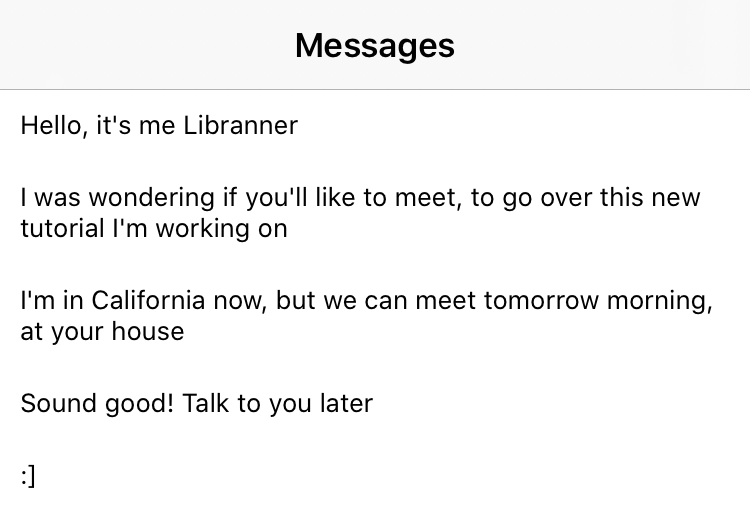 Messages
Hello, it's me Libranner
I was wondering if you'll like to meet, to go over this new
tutorial I'm working on
I'm in California now, but we can meet tomorrow morning,
at your house
Sound good! Talk to you later
:]